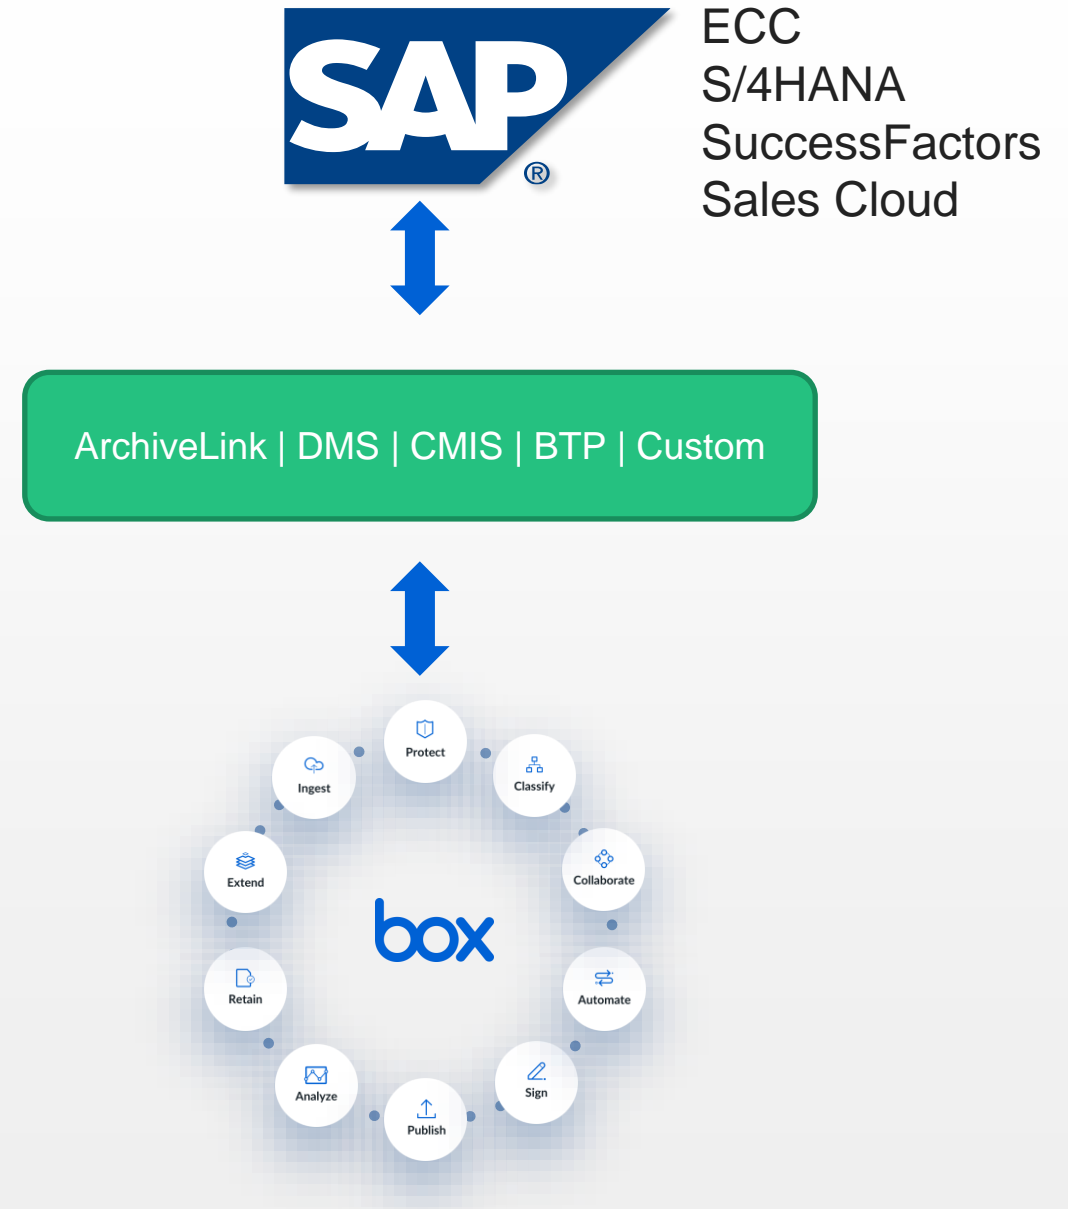 SAP
®
ECC
S/4HANA
SuccessFactors
Sales Cloud
ArchiveLink | DMS | CMIS | BTP | Custom
Protect
Ingest
Classify
Extend
Collaborate
box
Retain
Automate
Analyze
Sign
Publish